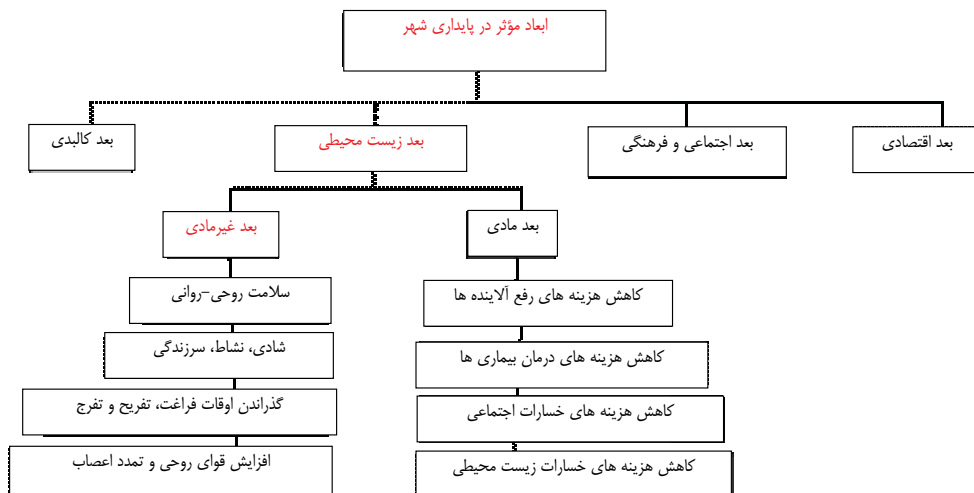 ابعاد مؤثر در پایداری شهر
بعد اقتصادی
بعد اجتماعی و فرهنگی
بعد زیست محیطی
بعد کالبدی
بعد مادی
بعد غیرمادی
کاهش هزینه های رفع آلاینده ها
کاهش هزینه های درمان بیماری ها
کاهش هزینه های خسارات اجتماعی
کاهش هزینه های خسارات زیست محیطی
سلامت روحی-روانی
شادی، نشاط، سرزندگی
گذراندن اوقات فراغت، تفریح و تفرج
افزایش قوای روحی و تمدد اعصاب